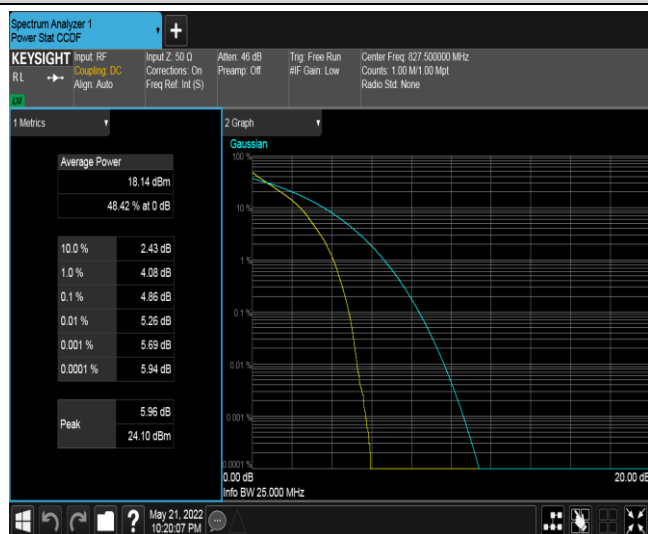 Spectrum Analyzer 1
Power Stat CCDF
+
KEYSIGHT
RL
LXI
Input: RF
Coupling: DC
Align: Auto
Input Z: 50 Ω
Corrections: On
Freq Ref: Int (S)
Atten: 46 dB
Preamp: Off
Trig: Free Run
#IF Gain: Low
Center Freq: 827.500000 MHz
Counts: 1.00 M/1.00 Mpt
Radio Std: None
1 Metrics
Average Power
18.14 dBm
48.42 % at 0 dB
10.0 % 2.43 dB
1.0 % 4.08 dB
0.1 % 4.86 dB
0.01 % 5.26 dB
0.001 % 5.69 dB
0.0001 % 5.94 dB
Peak
5.96 dB
24.10 dBm
2 Graph
Gaussian
100 %
10 %
1 %
0.1 %
0.01 %
0.001 %
0.0001 %
0.00 dB
20.00 dB
Info BW 25.000 MHz
?
May 21, 2022
10:20:07 PM